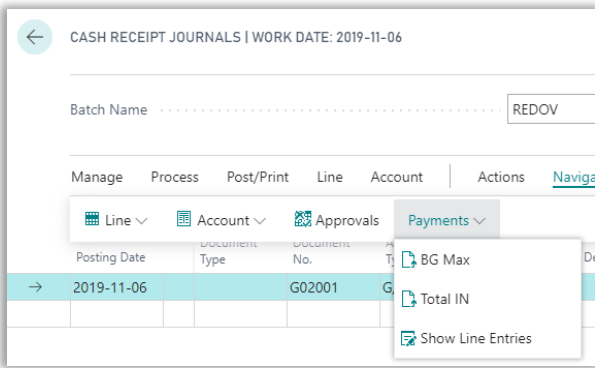 CASH RECEIPT JOURNALS | WORK DATE: 2019-11-06
Batch Name REDOV
Manage Process Post/Print Line Account Actions
Line Account Approvals Payments
Posting Date Document Type Document No.
2019-11-06 G02001
BG Max
Total IN
Show Line Entries